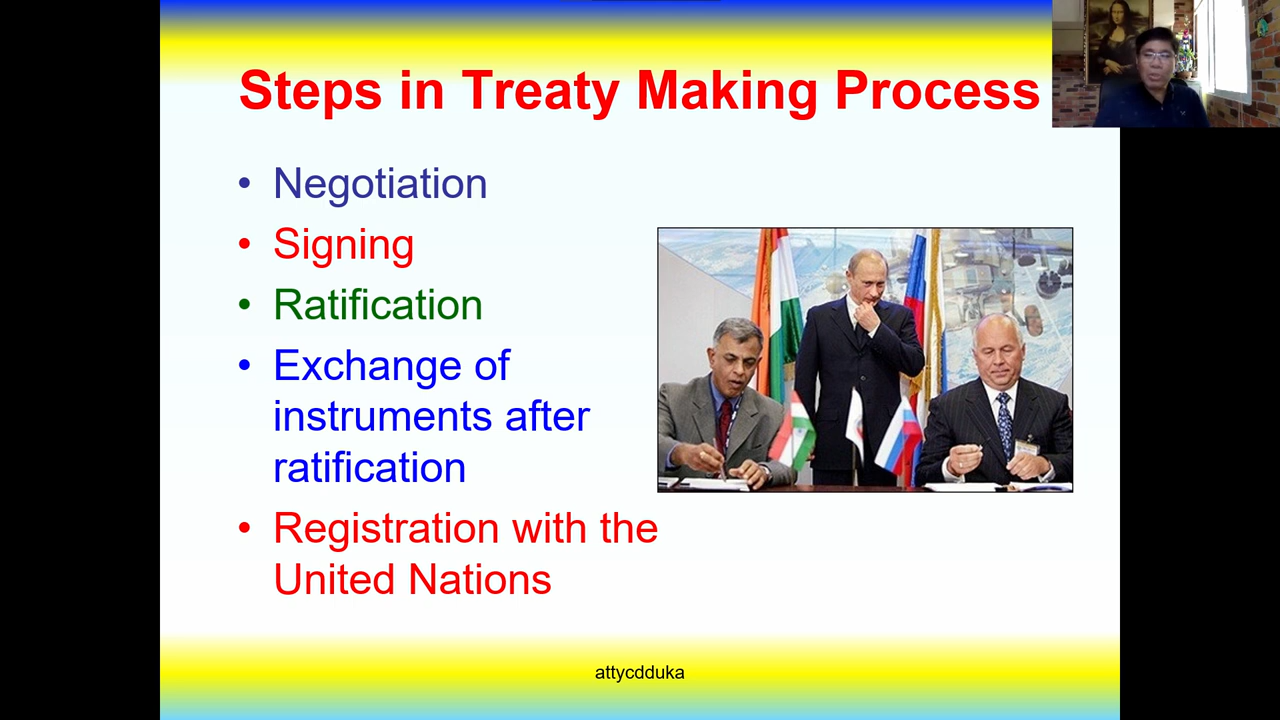 Steps in Treaty Making Process
• Negotiation
• Signing
• Ratification
• Exchange of
instruments after
ratification
• Registration with the
United Nations
attycdduka